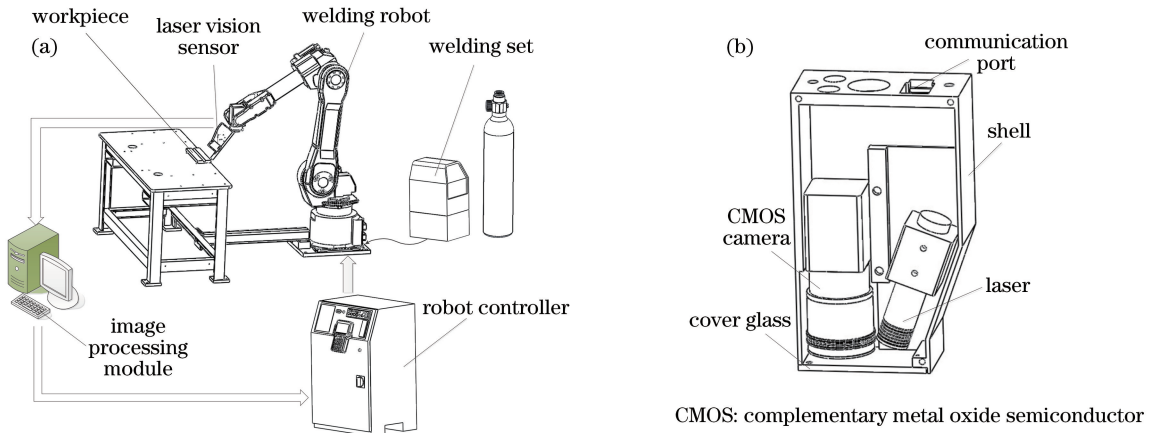 (a)
workpiece
laser vision
sensor
welding robot
welding set
image
processing
module
robot controller
(b)
communication
port
shell
CMOS
camera
laser
cover glass
CMOS: complementary metal oxide semiconductor